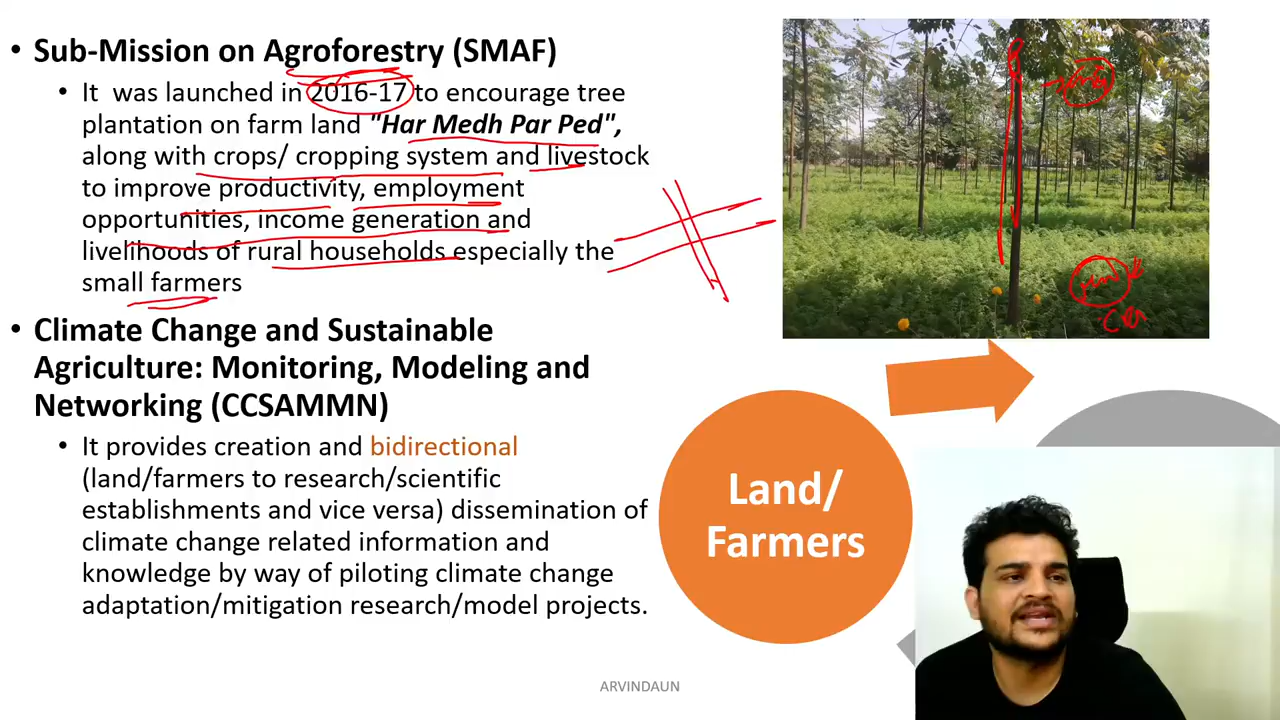 • Sub-Mission on Agroforestry (SMAF)
• It was launched in 2016-17 to encourage tree
plantation on farm land "Har Medh Par Ped",
along with crops/ cropping system and livestock
to improve productivity, employment
opportunities, income generation and
livelihoods of rural households especially the
small farmers
• Climate Change and Sustainable
Agriculture: Monitoring, Modeling and
Networking (CCSAMMN)
• It provides creation and bidirectional
(land/farmers to research/scientific
establishments and vice versa) dissemination of
climate change related information and
knowledge by way of piloting climate change
adaptation/mitigation research/model projects.
Land/
Farmers
ARVINDAUN